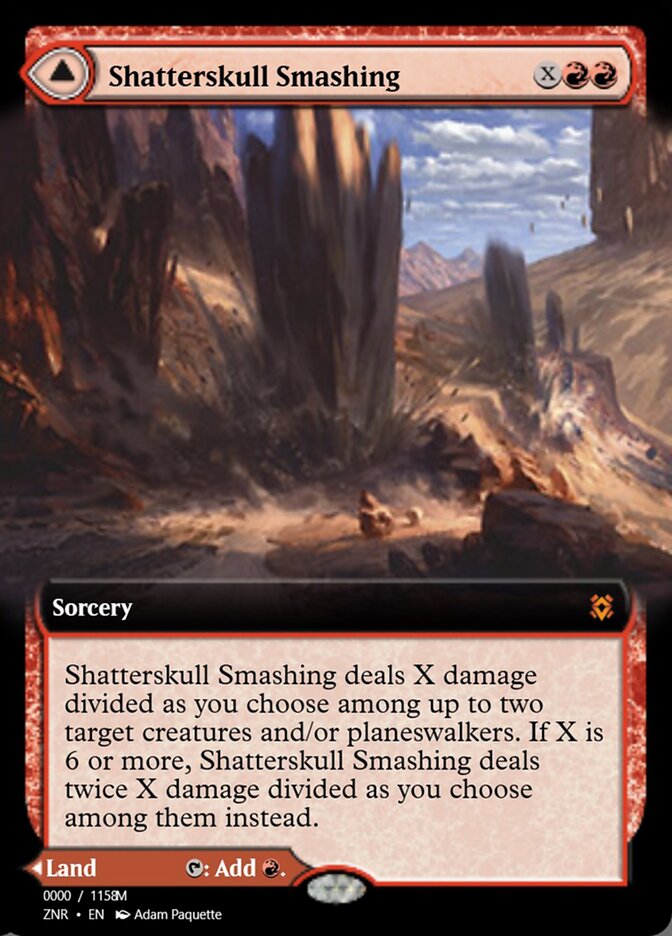 Shatterskull Smashing X
Sorcery
Shatterskull Smashing deals X damage
divided as you choose among up to two
target creatures and/or planeswalkers. If X is
6 or more, Shatterskull Smashing deals
twice X damage divided as you choose
among them instead.
Land : Add .
0000 / 1158M
ZNR • EN Adam Paquette